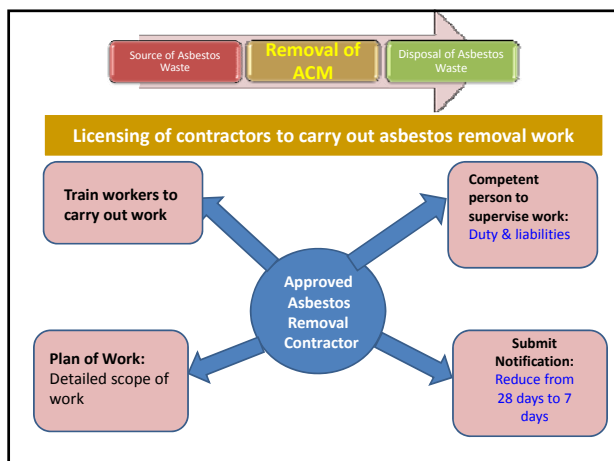 Source of Asbestos
Waste
Removal of
ACM
Disposal of Asbestos
Waste
Licensing of contractors to carry out asbestos removal work
Train workers to
carry out work
Competent
person to
supervise work:
Duty & liabilities
Approved
Asbestos
Removal
Contractor
Plan of Work:
Detailed scope of
work
Submit
Notification:
Reduce from
28 days to 7
days